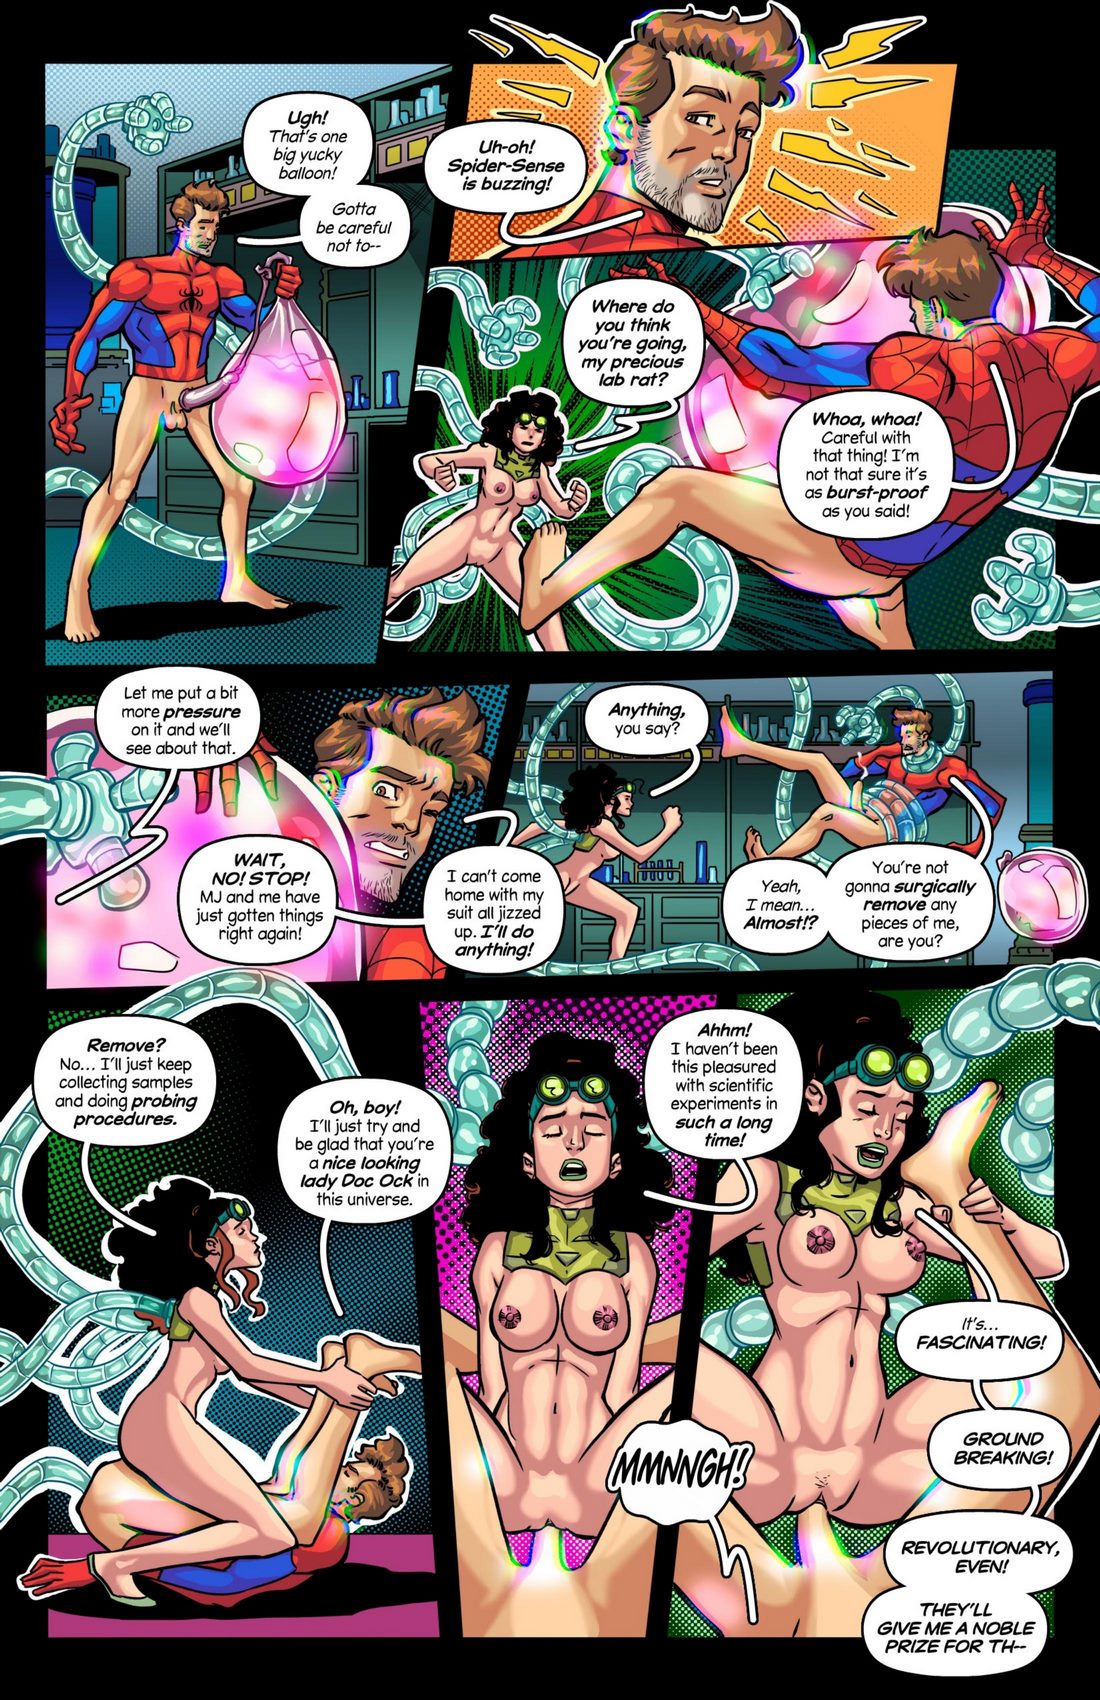 Ugh!
That's one
big yucky
balloon!
Gotta
be careful
not to--
Uh-oh!
Spider-Sense
is buzzing!
Where do
you think
you're going,
my precious
lab rat?
Whoa, whoa!
Careful with
that thing! I'm
not that sure it's
as burst-proof
as you said!
Let me put a bit
more pressure
on it and we'll
see about that.
WAIT,
NO! STOP!
MJ and me have
just gotten things
right again!
I can't come
home with my
suit all jizzed
up. I'll do
anything!
Anything,
you say?
Yeah,
I mean...
Almost!?
You're not
gonna surgically
remove any
pieces of me,
are you?
Remove?
No... I'll just keep
collecting samples
and doing probing
procedures.
Oh, boy!
I'll just try and
be glad that you're
a nice looking
lady Doc Ock in
this universe.
Ahhm!
I haven't been
this pleasured
with scientific
experiments in
such a long
time!
MMNNGH!
It's...
FASCINATING!
GROUND
BREAKING!
REVOLUTIONARY,
EVEN!
THEY'LL
GIVE ME A NOBLE
PRIZE FOR TH--